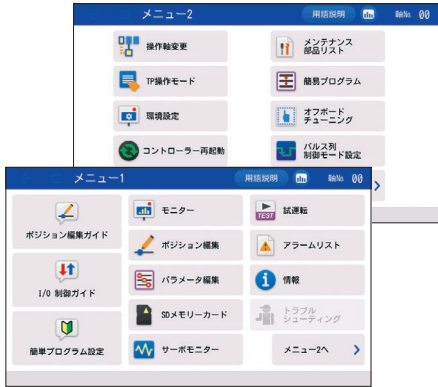 メニュー2
用語説明
軸No. 00
操作軸変更
メンテナンス
部品リスト
TP操作モード
簡易プログラム
環境設定
オフボード
チューニング
コントローラー再起動
パルス列
制御モード設定
メニュー1
用語説明
軸No. 00
ポジション編集ガイド
I/O 制御ガイド
簡単プログラム設定
モニター
TEST
試運転
ポジション編集
アラームリスト
パラメータ編集
情報
SDメモリーカード
トラブル
シューティング
サーボモニター
メニュー2へ